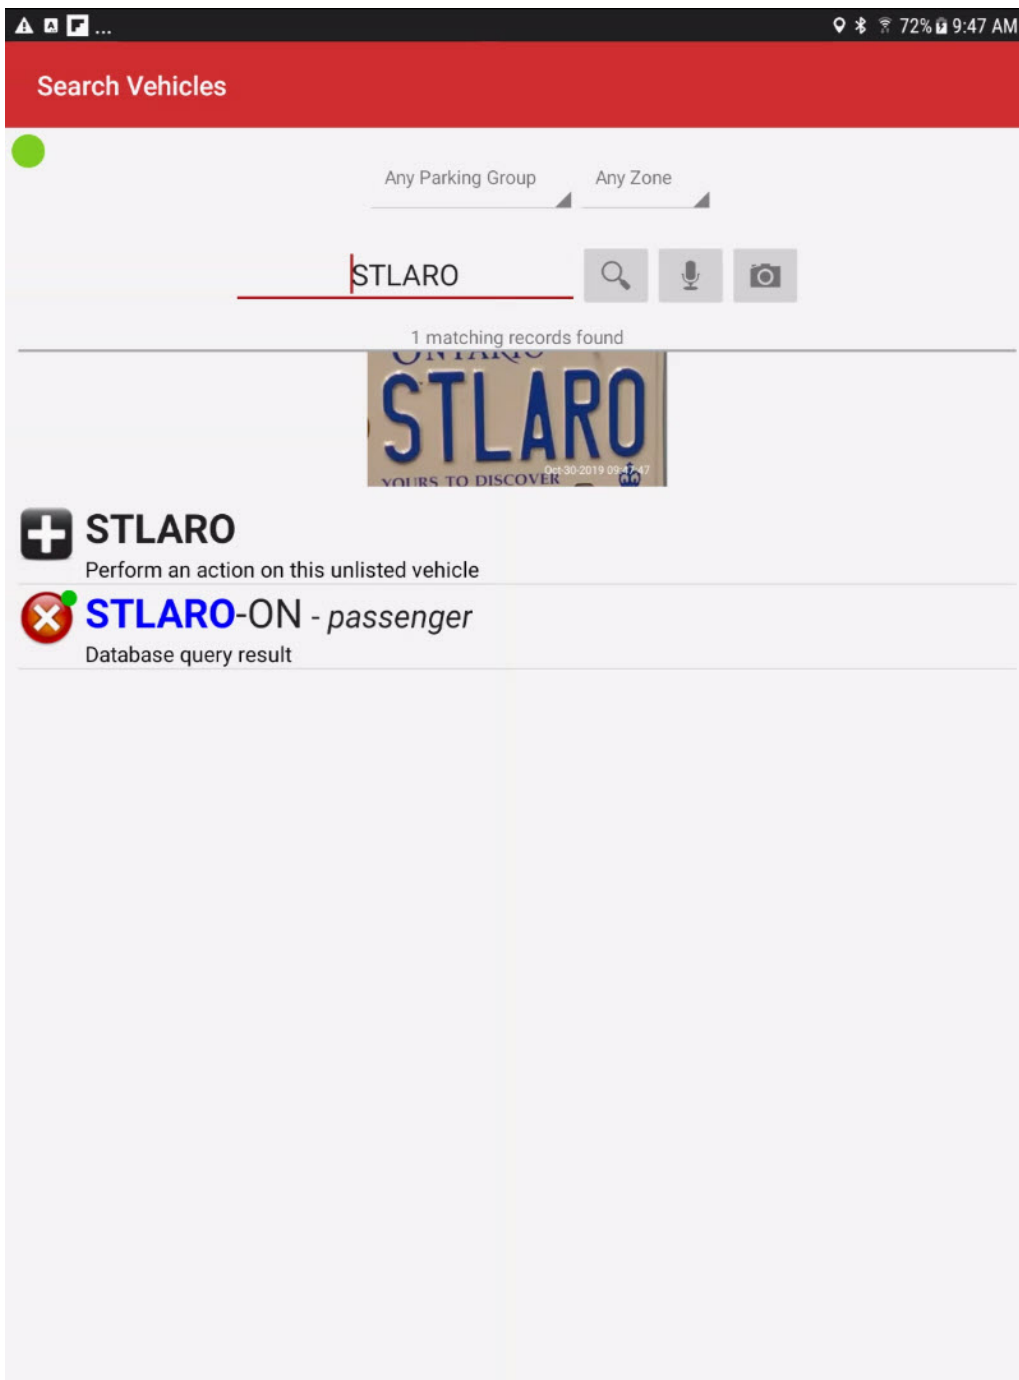 ... 72% 9:47 AM
Search Vehicles
Any Parking Group Any Zone
STLARO
1 matching records found
ONTARIO
STLARO
Oct-30-2019 09:47:47
YOURS TO DISCOVER
STLARO
Perform an action on this unlisted vehicle
STLARO-ON - passenger
Database query result